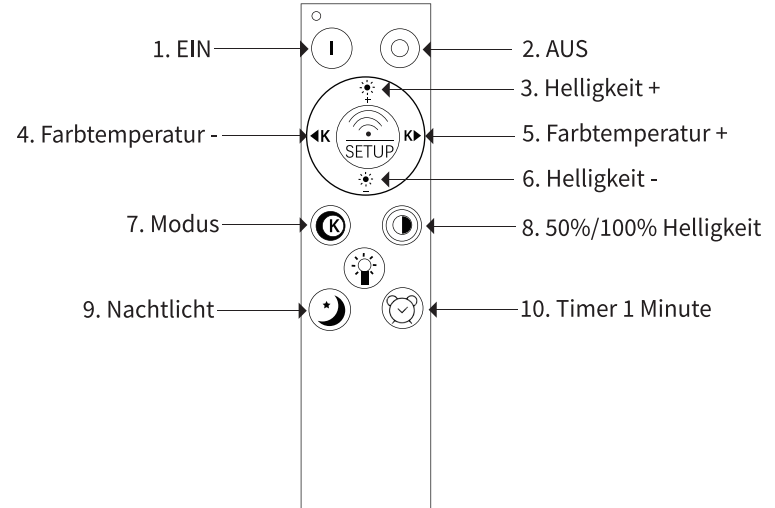 1. EIN
I
2. AUS
3. Helligkeit +
+
4. Farbtemperatur -
K
SETUP
K
5. Farbtemperatur +
6. Helligkeit -
-
7. Modus
K
8. 50%/100% Helligkeit
9. Nachtlicht
10. Timer 1 Minute